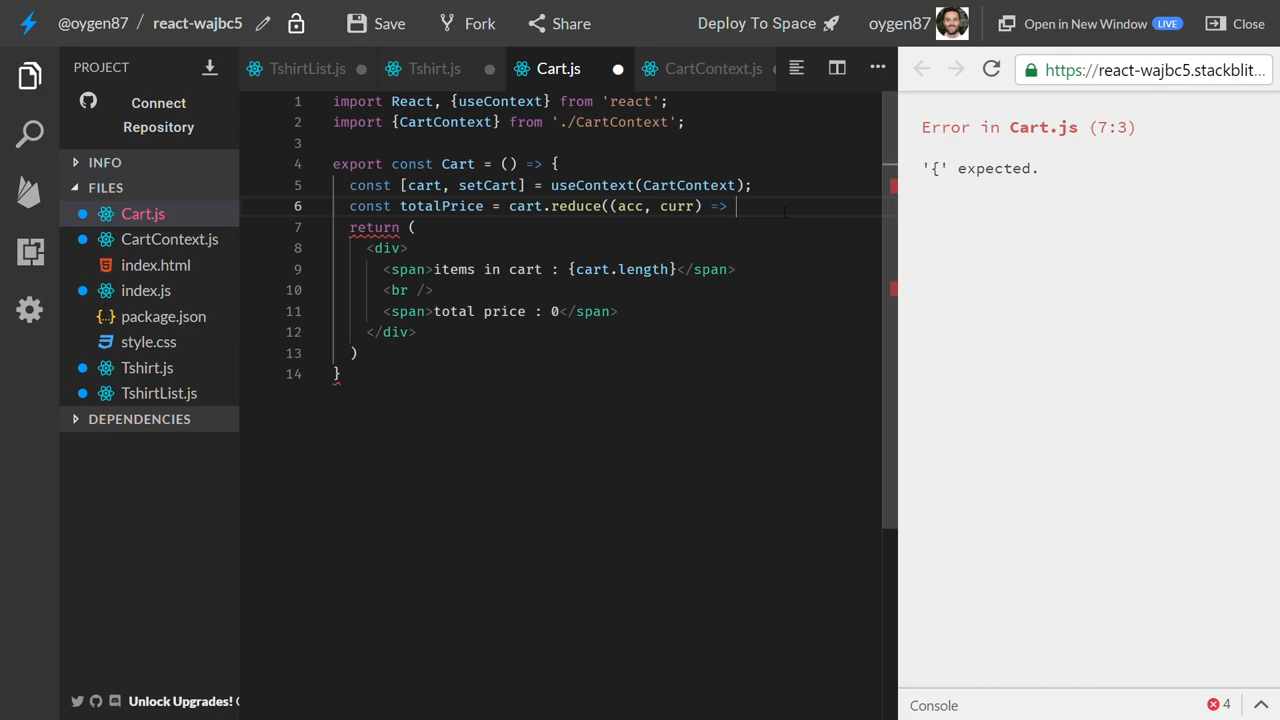 @oygen87 / react-wajbc5 Save Fork Share Deploy To Space oygen87 Open in New Window LIVE Close
PROJECT
Connect
Repository
INFO
FILES
Cart.js
CartContext.js
index.html
index.js
package.json
style.css
Tshirt.js
TshirtList.js
DEPENDENCIES
Unlock Upgrades!
TshirtList.js Tshirt.js Cart.js CartContext.js
1 import React, {useContext} from 'react';
2 import {CartContext} from './CartContext';
3
4 export const Cart = () => {
5 const [cart, setCart] = useContext(CartContext);
6 const totalPrice = cart.reduce((acc, curr) =>
7 return (
8 <div>
9 <span>items in cart : {cart.length}</span>
10 <br />
11 <span>total price : 0</span>
12 </div>
13 )
14 }
https://react-wajbc5.stackblit...
Error in Cart.js (7:3)
'{' expected.
Console 4